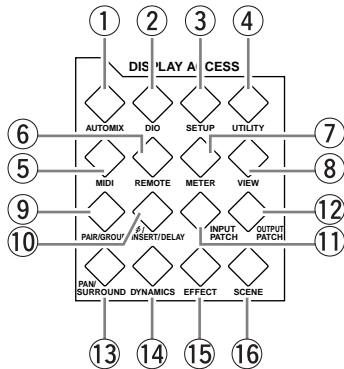 ① ② ③ ④
DISPLAY ACCESS
AUTOMIX DIO SETUP UTILITY
⑥ ⑦
⑤ ⑧
MIDI REMOTE METER VIEW
⑨ ⑫
⑩ ⑪
PAIR/GROUP ø/ INSERT/DELAY INPUT PATCH OUTPUT PATCH
PAN/ SURROUND DYNAMICS EFFECT SCENE
⑬ ⑭ ⑮ ⑯